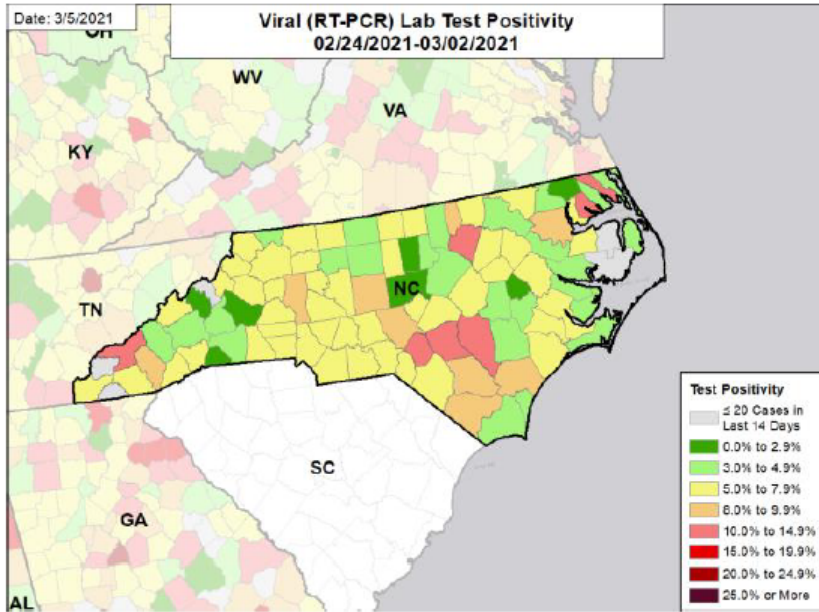 Date: 3/5/2021
Viral (RT-PCR) Lab Test Positivity
02/24/2021-03/02/2021
OH
WV
VA
KY
TN
NC
SC
GA
AL
Test Positivity
≤ 20 Cases in
Last 14 Days
0.0% to 2.9%
3.0% to 4.9%
5.0% to 7.9%
8.0% to 9.9%
10.0% to 14.9%
15.0% to 19.9%
20.0% to 24.9%
25.0% or More